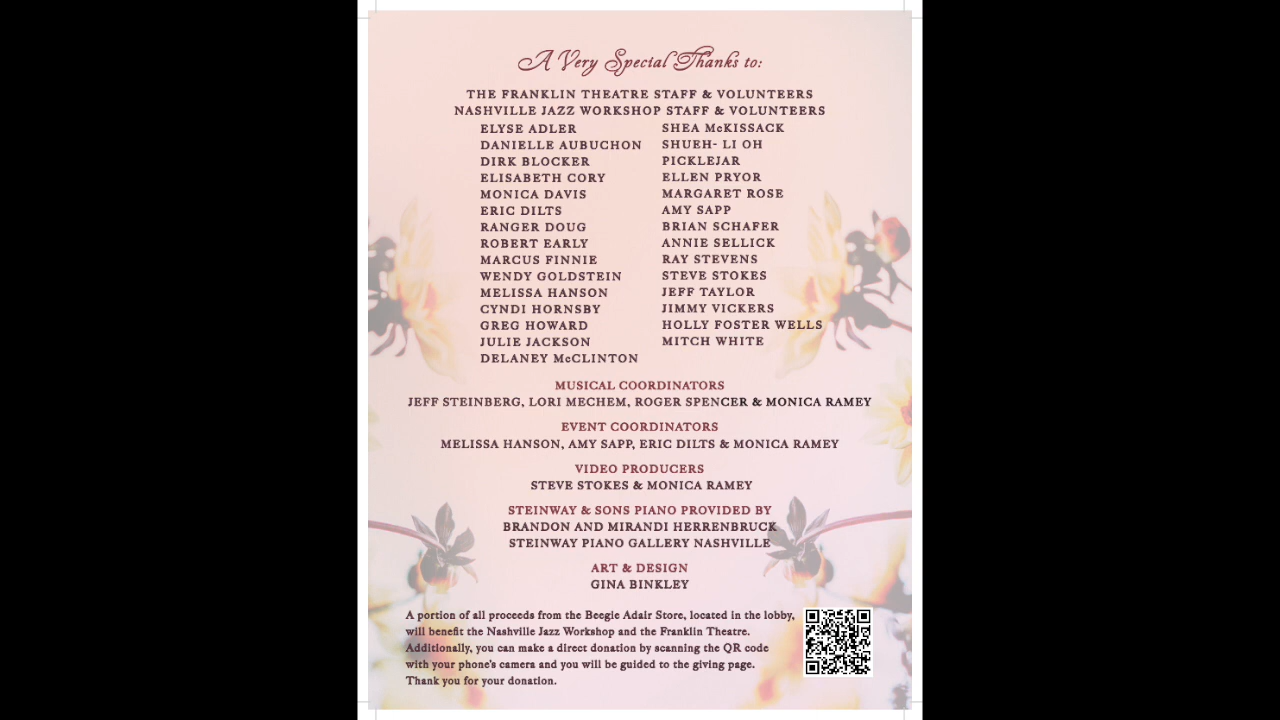 A Very Special Thanks to:
THE FRANKLIN THEATRE STAFF & VOLUNTEERS
NASHVILLE JAZZ WORKSHOP STAFF & VOLUNTEERS
ELYSE ADLER
DANIELLE AUBUCHON
DIRK BLOCKER
ELISABETH CORY
MONICA DAVIS
ERIC DILTS
RANGER DOUG
ROBERT EARLY
MARCUS FINNIE
WENDY GOLDSTEIN
MELISSA HANSON
CYNDI HORNSBY
GREG HOWARD
JULIE JACKSON
DELANEY McCLINTON
SHEA McKISSACK
SHUEH- LI OH
PICKLEJAR
ELLEN PRYOR
MARGARET ROSE
AMY SAPP
BRIAN SCHAFER
ANNIE SELLICK
RAY STEVENS
STEVE STOKES
JEFF TAYLOR
JIMMY VICKERS
HOLLY FOSTER WELLS
MITCH WHITE
MUSICAL COORDINATORS
JEFF STEINBERG, LORI MECHEM, ROGER SPENCER & MONICA RAMEY
EVENT COORDINATORS
MELISSA HANSON, AMY SAPP, ERIC DILTS & MONICA RAMEY
VIDEO PRODUCERS
STEVE STOKES & MONICA RAMEY
STEINWAY & SONS PIANO PROVIDED BY
BRANDON AND MIRANDI HERRENBRUCK
STEINWAY PIANO GALLERY NASHVILLE
ART & DESIGN
GINA BINKLEY
A portion of all proceeds from the Beegie Adair Store, located in the lobby,
will benefit the Nashville Jazz Workshop and the Franklin Theatre.
Additionally, you can make a direct donation by scanning the QR code
with your phone's camera and you will be guided to the giving page.
Thank you for your donation.